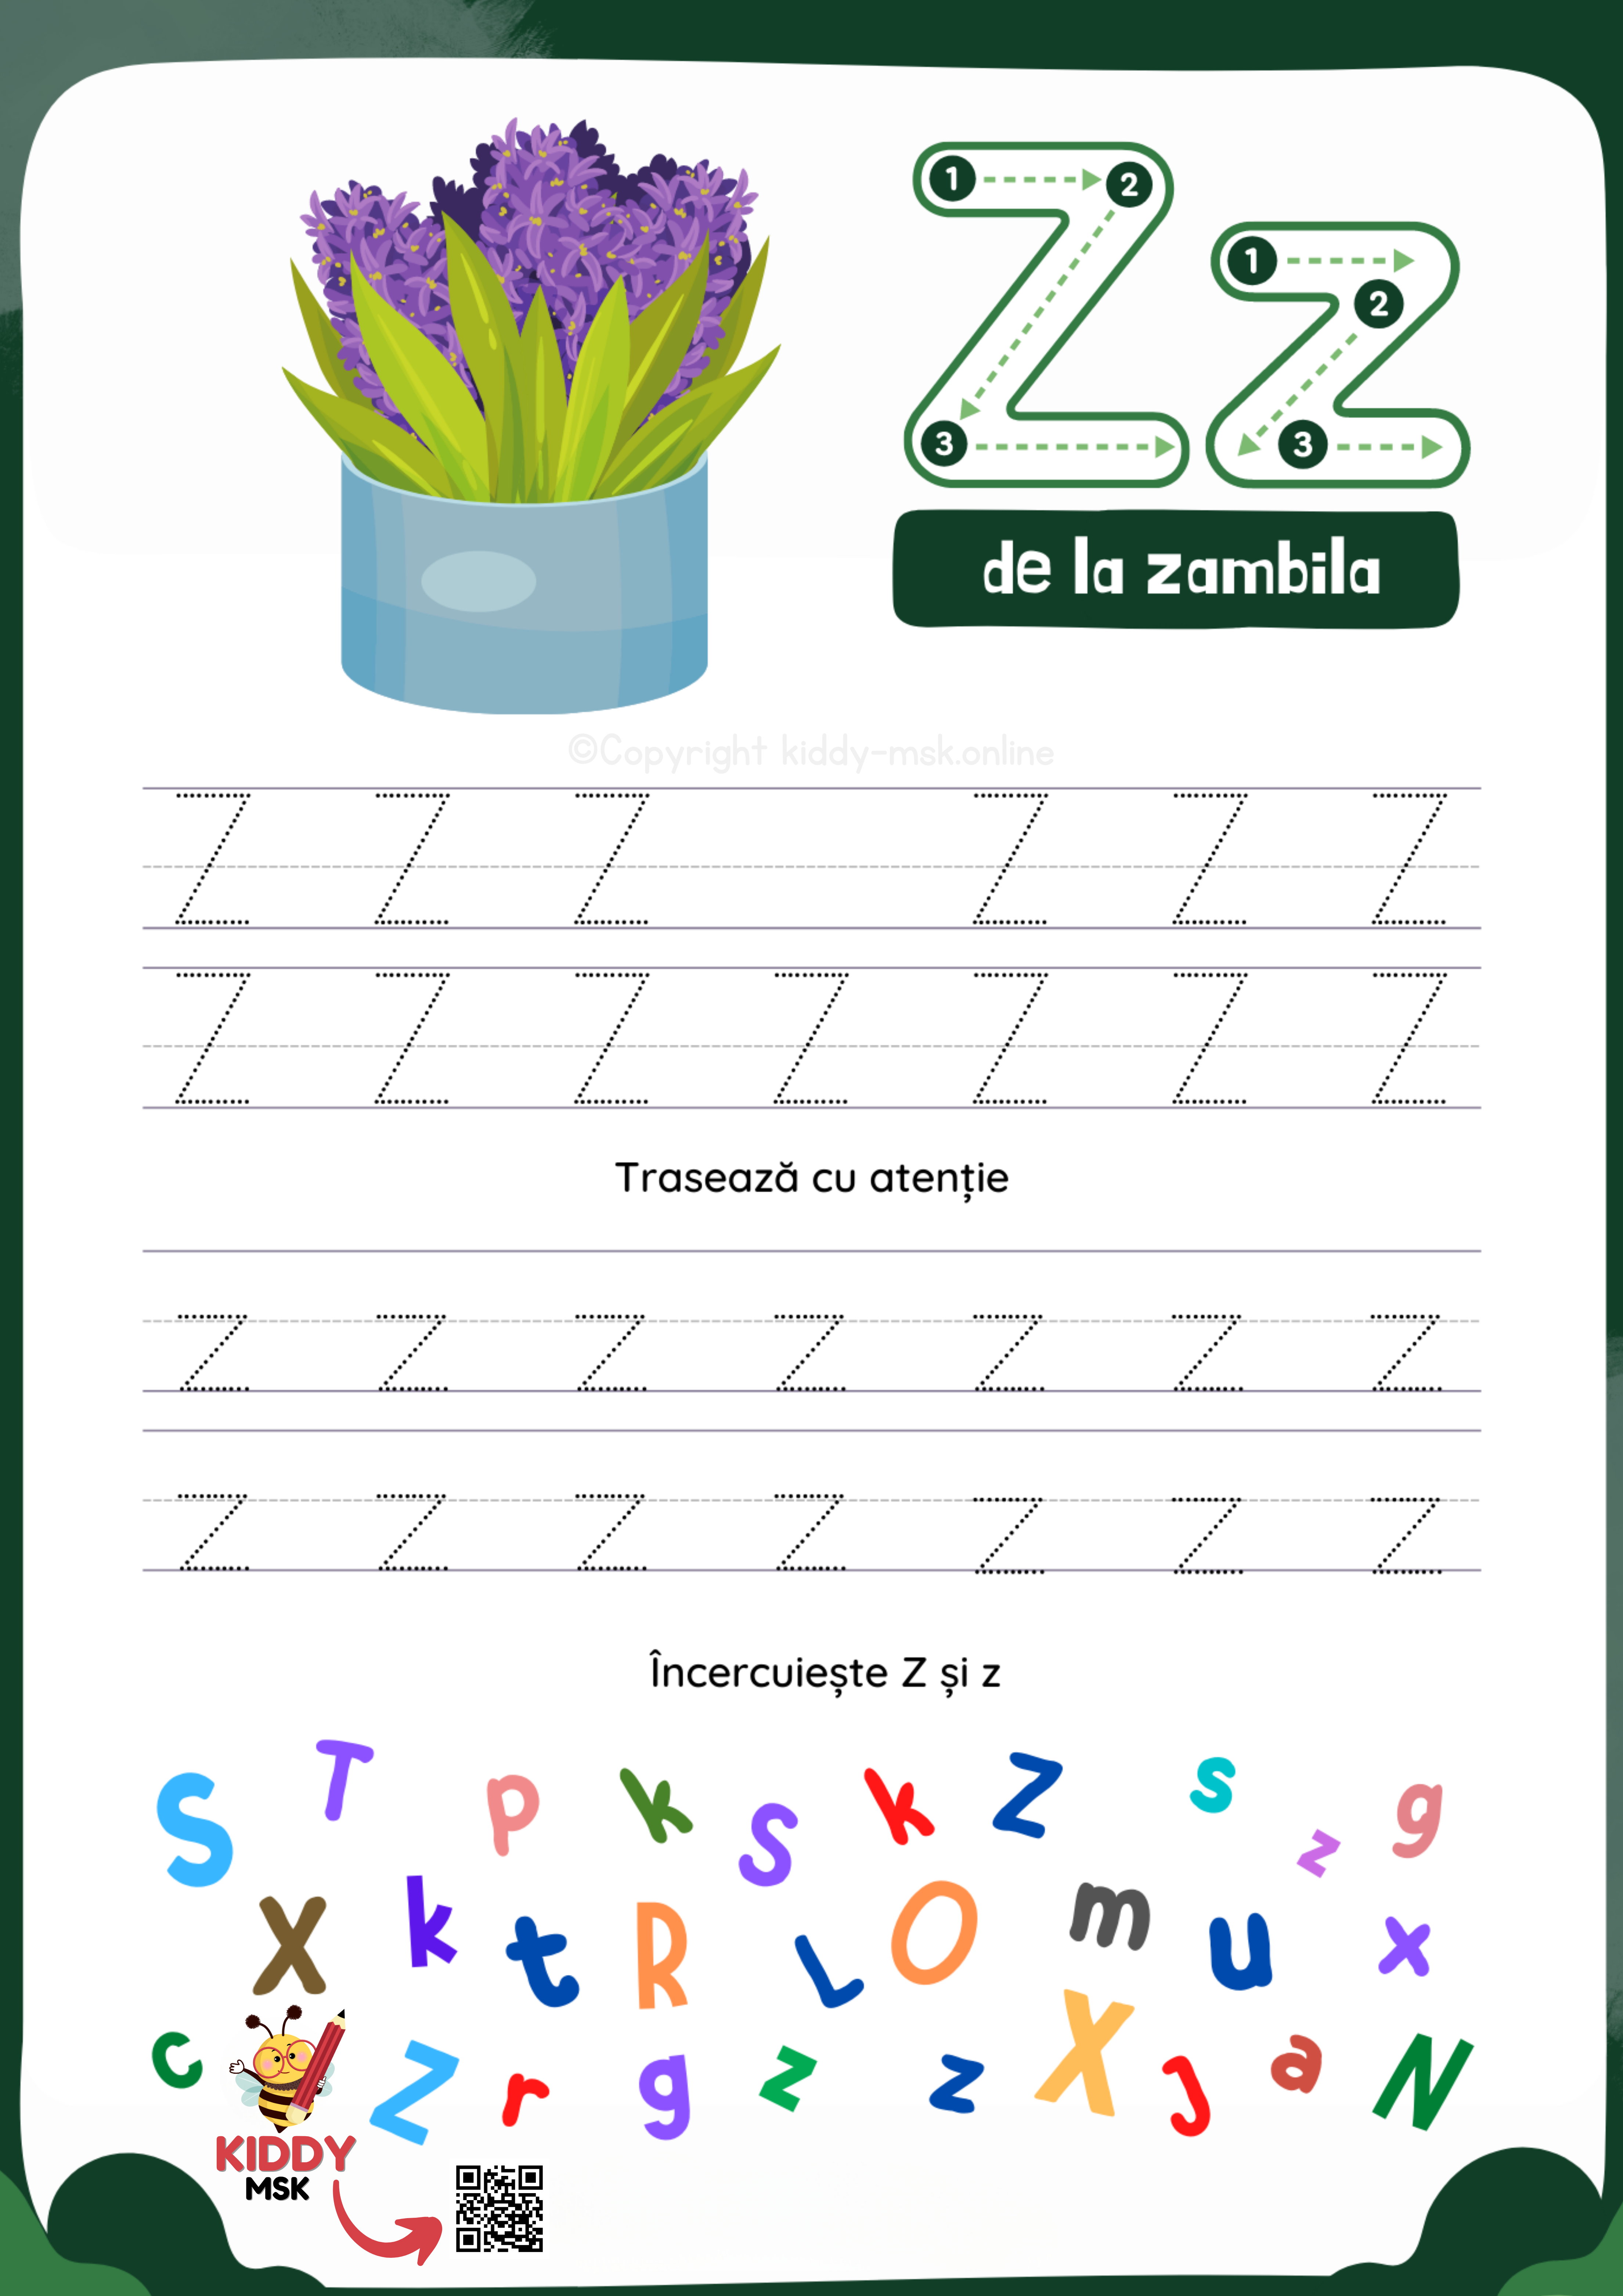 Zz
1 2 1 2 3 3
de la zambila
©Copyright kiddy-msk.online
Z Z Z Z Z Z
Z Z Z Z Z Z Z
Trasează cu atenție
z z z z z z z
z z z z z z z
Încercuiește Z și z
S T p k S k Z s z g
X k t R L O m u x
c Z r g z z X J a N
KIDDY
MSK